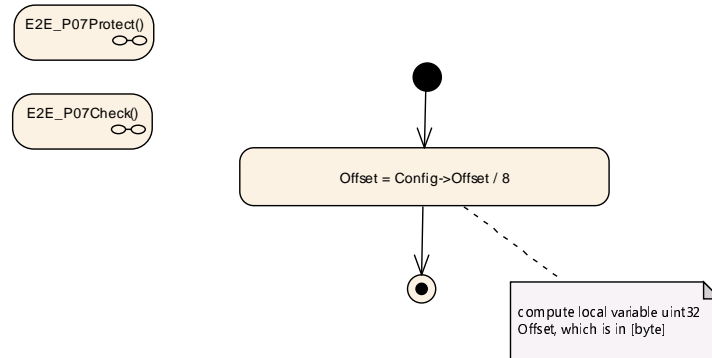 E2E_P07Protect()
E2E_P07Check()
Offset = Config->Offset / 8
compute local variable uint32
Offset, which is in [byte]